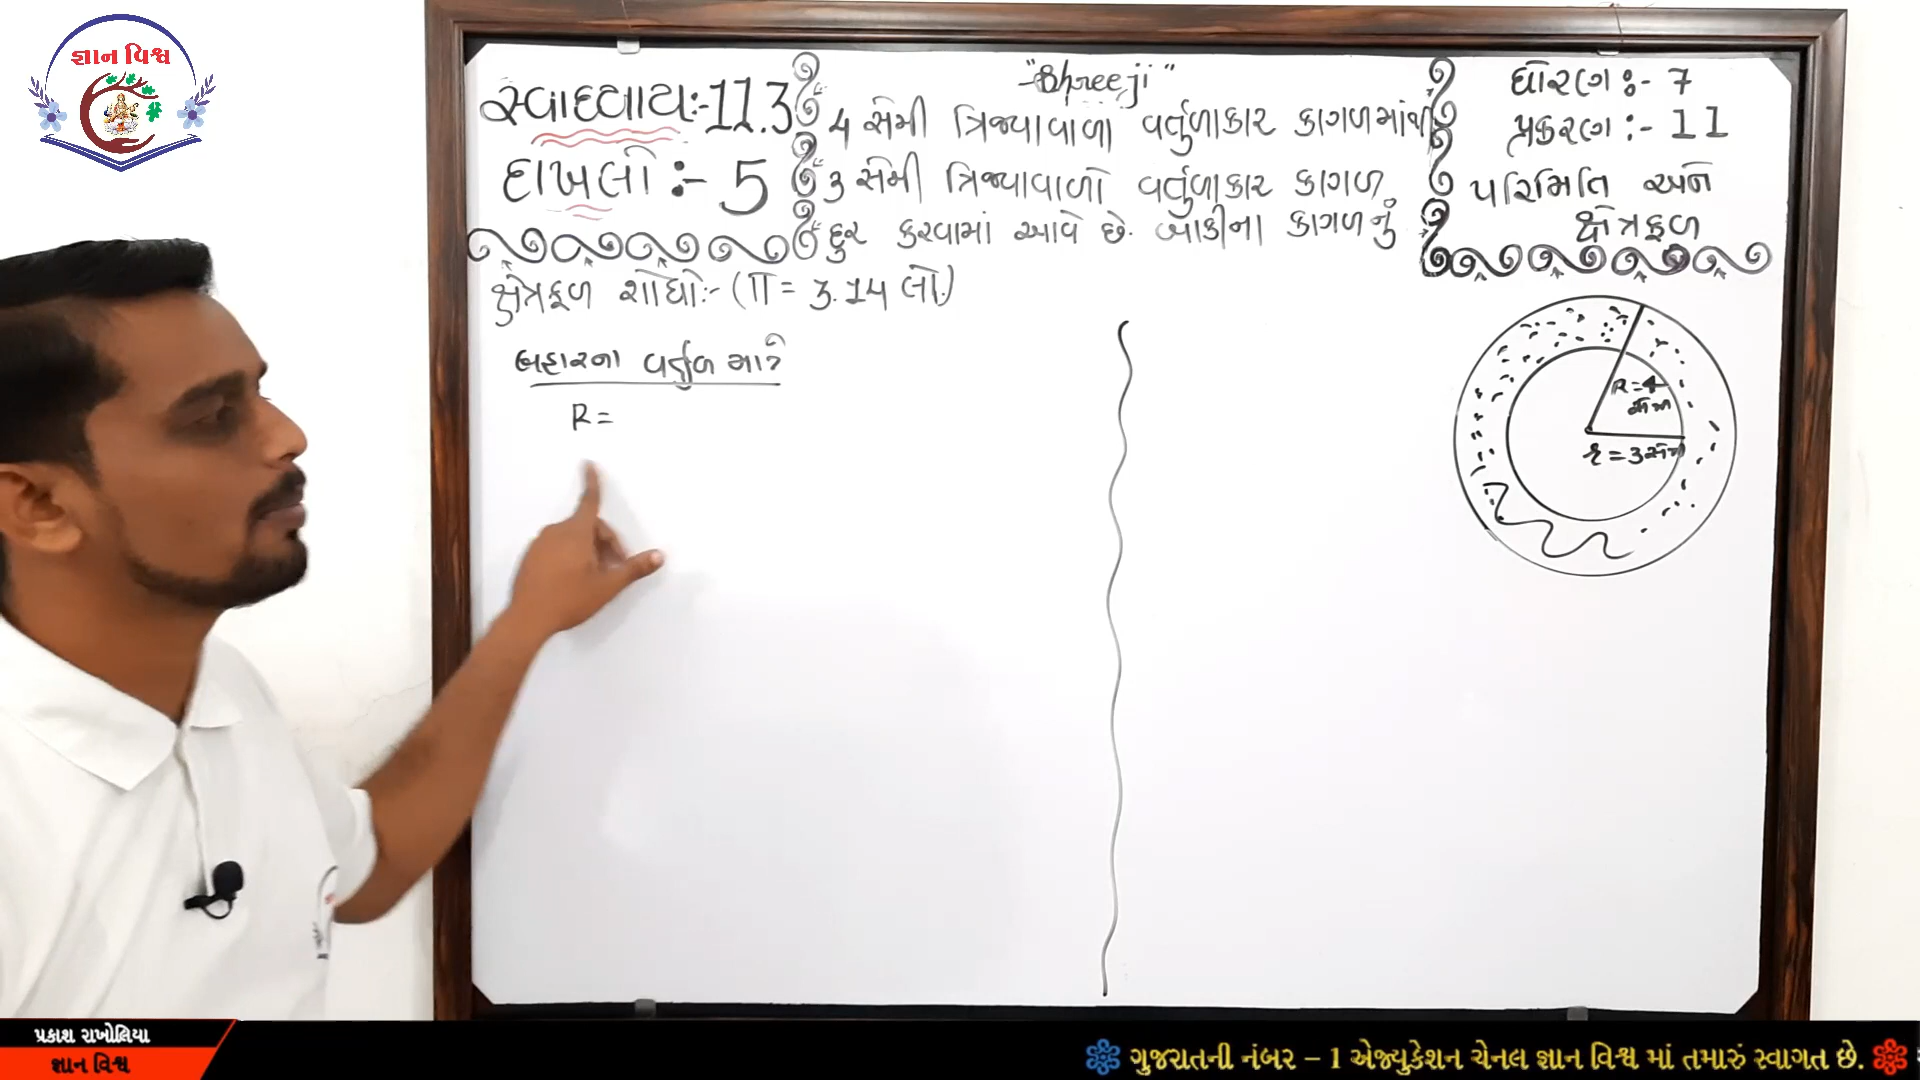 જ્ઞાન વિશ્વ
સ્વાધ્યાય:-11.3
દાખલો :- 5
"Shreeji"
4 સેમી ત્રિજ્યાવાળા વર્તુળાકાર કાગળમાંથી
3 સેમી ત્રિજ્યાવાળો વર્તુળાકાર કાગળ
દુર કરવામાં આવે છે. બાકીના કાગળનું
ક્ષેત્રફળ શોધો:- (π = 3.14 લો.)
ધોરણ :- 7
પ્રકરણ :- 11
પરિમિતિ અને
ક્ષેત્રફળ
બહારના વર્તુળ માટે
R =
R = 4
સેમી
r = 3 સેમી
પ્રકાશ રાખોલિયા
જ્ઞાન વિશ્વ
ગુજરાતની નંબર – 1 એજ્યુકેશન ચેનલ જ્ઞાન વિશ્વ માં તમારું સ્વાગત છે.